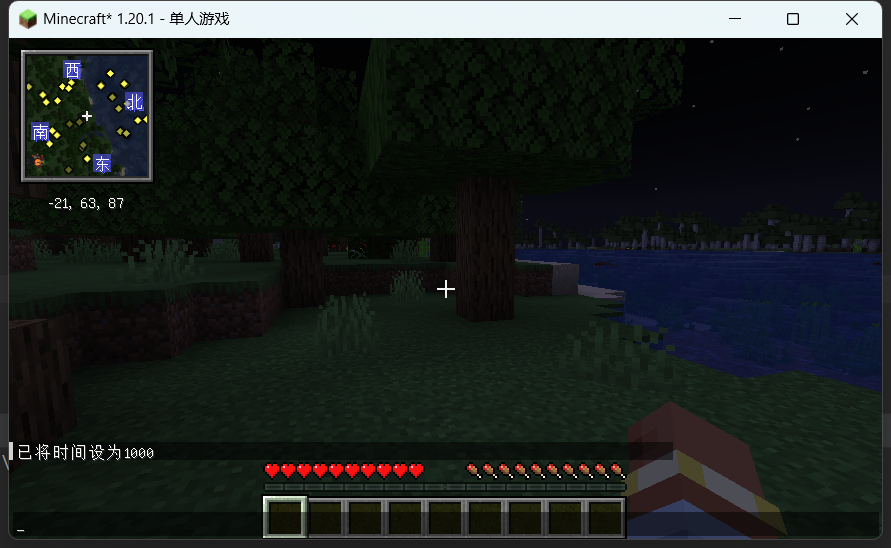 Minecraft* 1.20.1 - 单人游戏
西
北
南
东
-21, 63, 87
已将时间设为1000
_